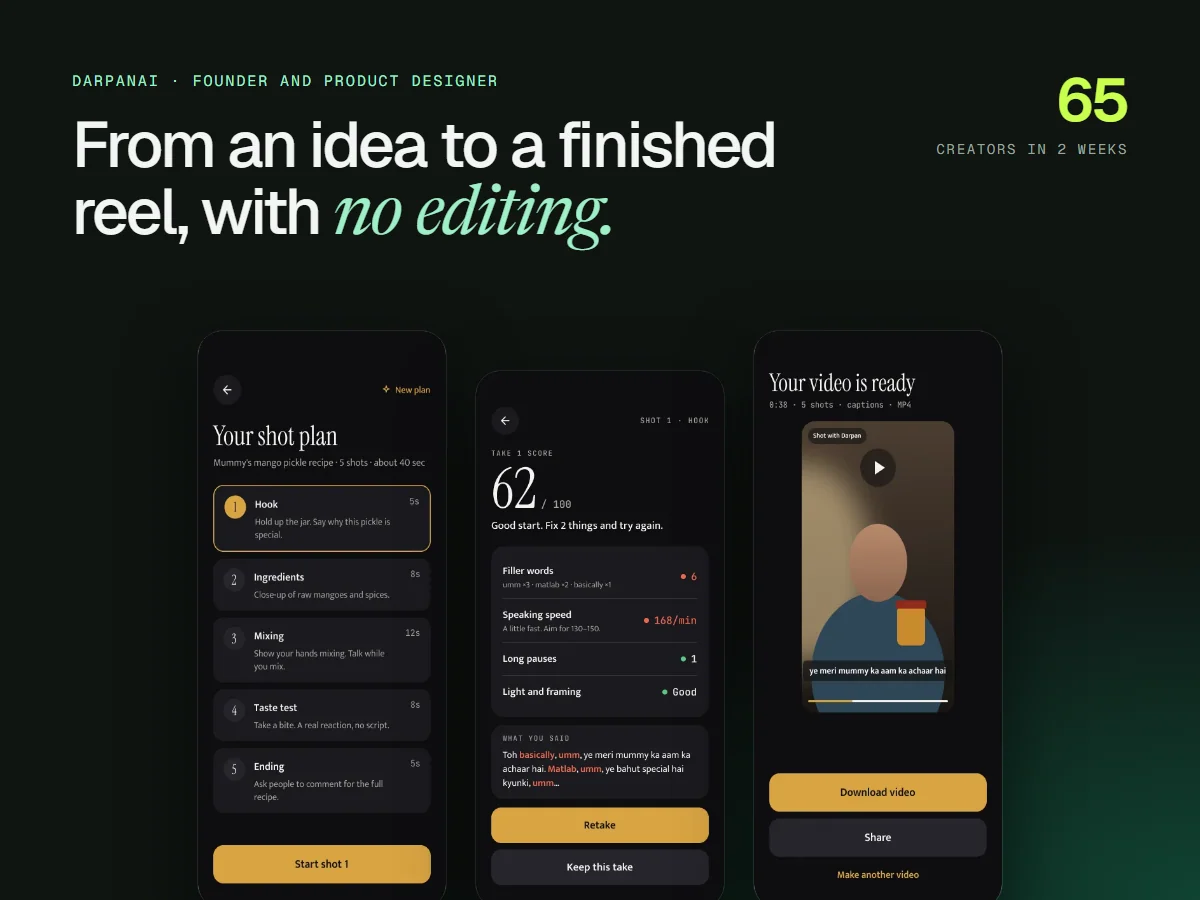 DARPANAI · FOUNDER AND PRODUCT DESIGNER
From an idea to a finished
reel, with no editing.
65
CREATORS IN 2 WEEKS
New plan
Your shot plan
Mummy's mango pickle recipe · 5 shots · about 40 sec
1
Hook
5s
Hold up the jar. Say why this pickle is
special.
2
Ingredients
8s
Close-up of raw mangoes and spices.
3
Mixing
12s
Show your hands mixing. Talk while
you mix.
4
Taste test
8s
Take a bite. A real reaction, no script.
5
Ending
5s
Ask people to comment for the full
recipe.
Start shot 1
SHOT 1 · HOOK
TAKE 1 SCORE
62 / 100
Good start. Fix 2 things and try again.
Filler words
6
umm ×3 · matlab ×2 · basically ×1
Speaking speed
168/min
A little fast. Aim for 130–150.
Long pauses
1
Light and framing
Good
WHAT YOU SAID
Toh basically, umm, ye meri mummy ka aam ka
achaar hai. Matlab, umm, ye bahut special hai
kyunki, umm…
Retake
Keep this take
Your video is ready
0:38 · 5 shots · captions · MP4
Shot with Darpan
ye meri mummy ka aam ka achaar hai
Download video
Share
Make another video